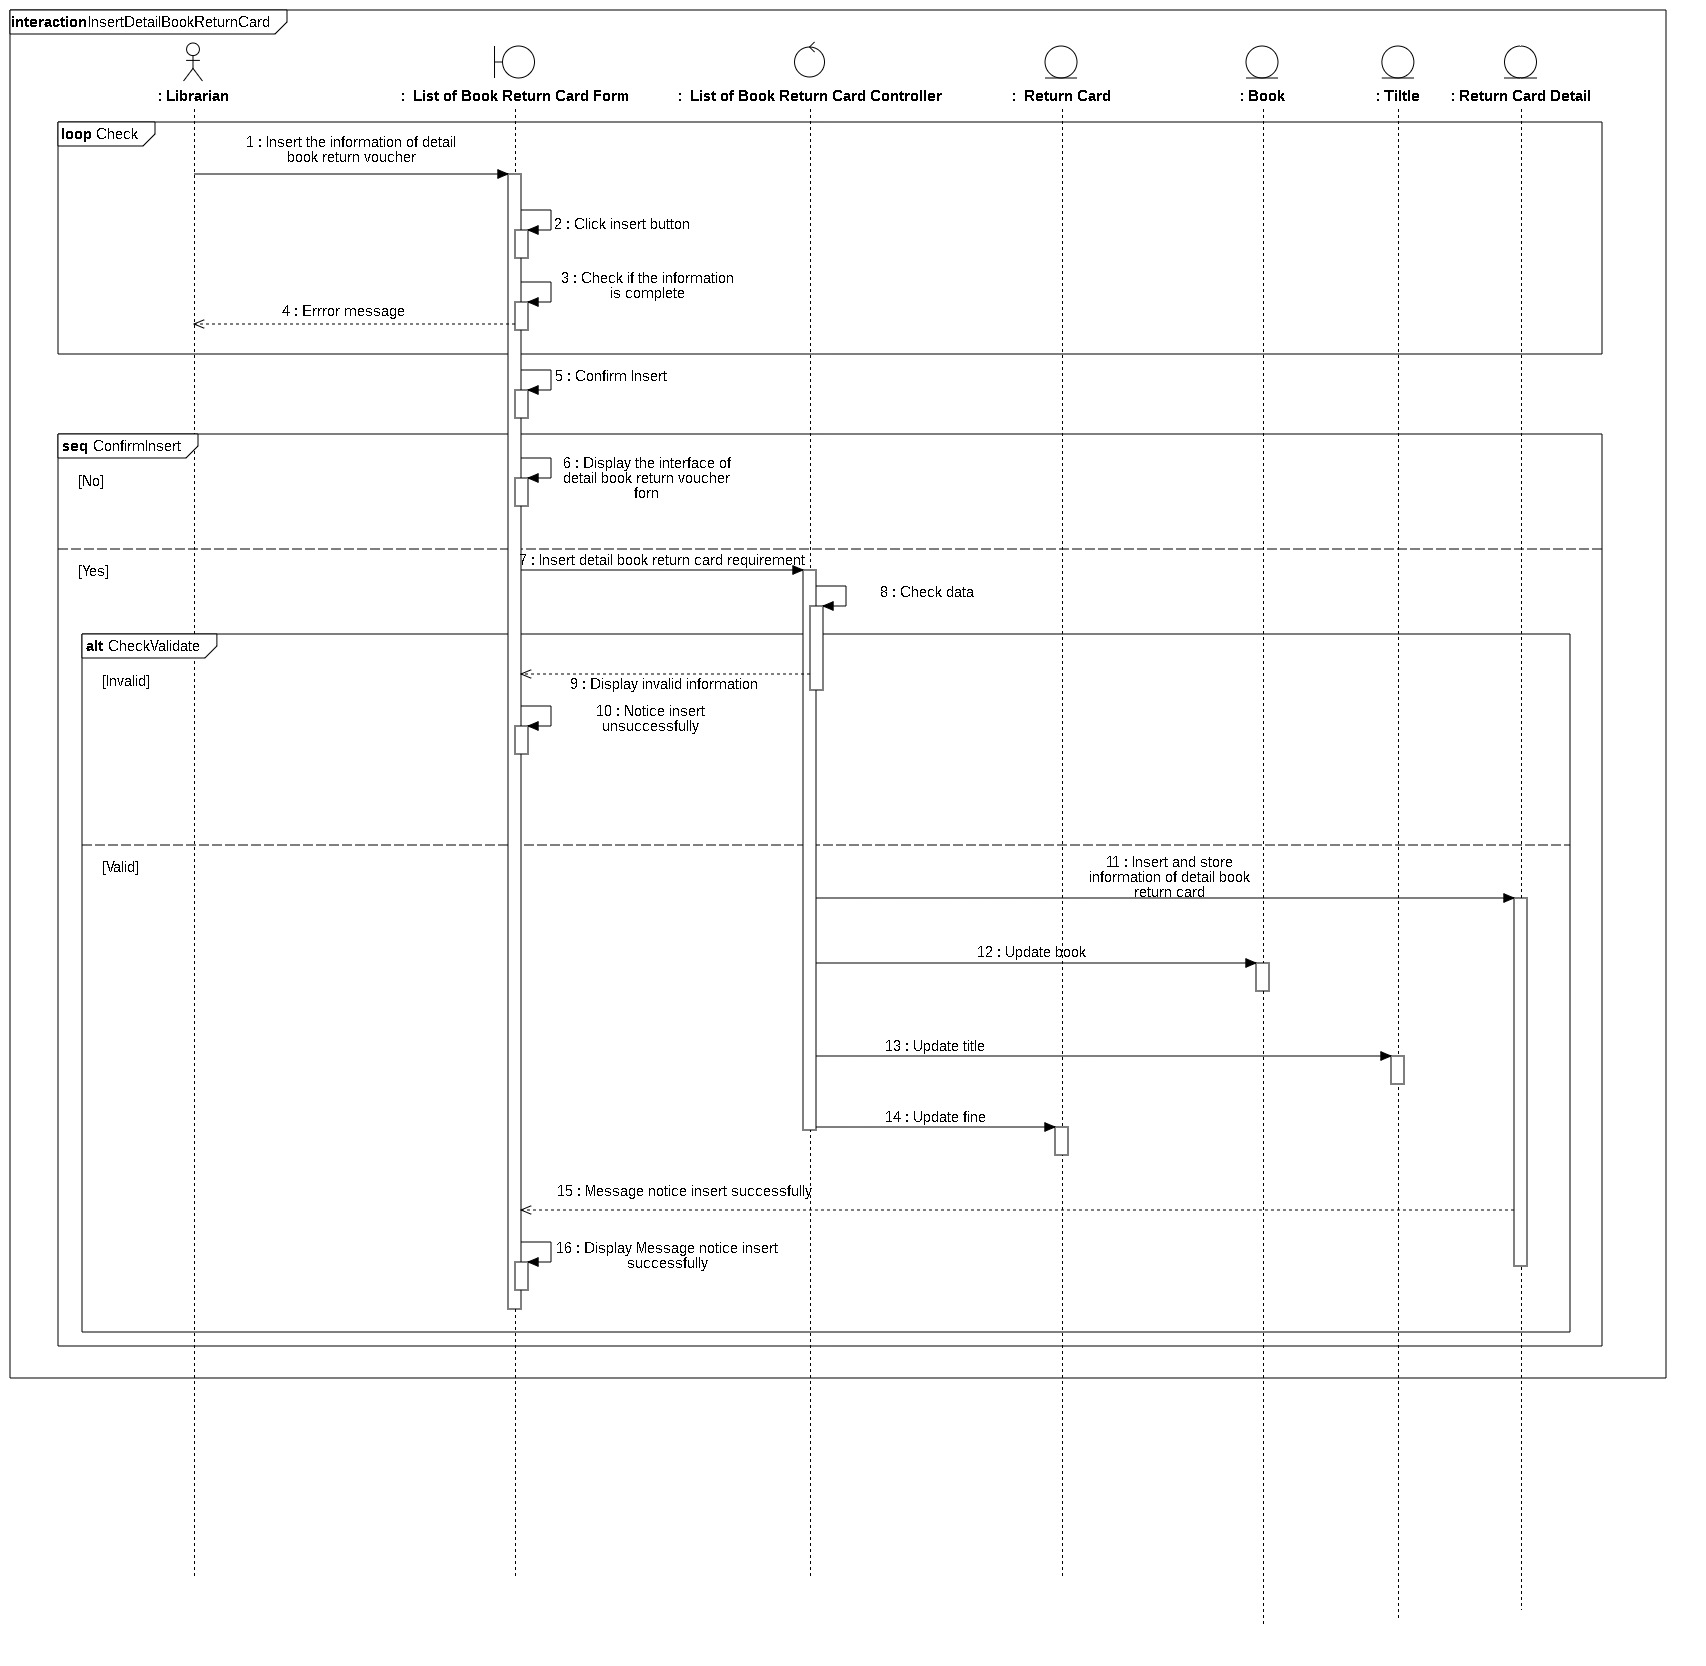 interaction InsertDetailBookReturnCard
: Librarian
: List of Book Return Card Form
: List of Book Return Card Controller
: Return Card
: Book
: Tiltle
: Return Card Detail
loop Check
1 : Insert the information of detail
book return voucher
2 : Click insert button
3 : Check if the information
is complete
4 : Errror message
5 : Confirm Insert
seq ConfirmInsert
[No]
6 : Display the interface of
detail book return voucher
forn
[Yes]
7 : Insert detail book return card requirement
8 : Check data
alt CheckValidate
[Invalid]
9 : Display invalid information
10 : Notice insert
unsuccessfully
[Valid]
11 : Insert and store
information of detail book
return card
12 : Update book
13 : Update title
14 : Update fine
15 : Message notice insert successfully
16 : Display Message notice insert
successfully